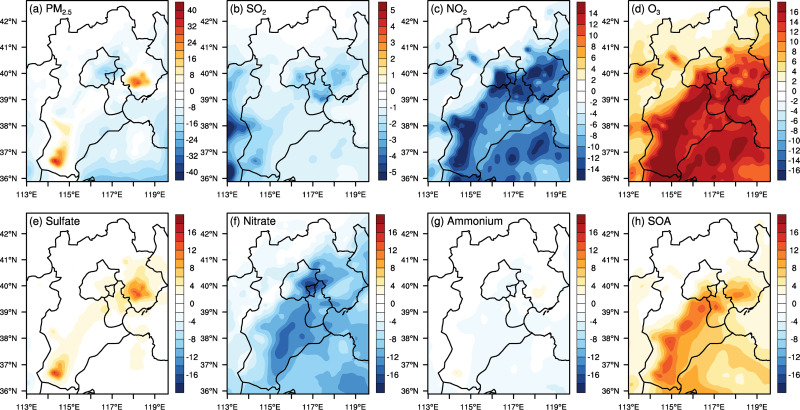 (a) PM2.5
(b) SO2
(c) NO2
(d) O3
42°N
41°N
40°N
39°N
38°N
37°N
36°N
113°E 115°E 117°E 119°E
40
32
24
16
8
0
-8
-16
-24
-32
-40
42°N
41°N
40°N
39°N
38°N
37°N
36°N
113°E 115°E 117°E 119°E
5
4
3
2
1
0
-1
-2
-3
-4
-5
42°N
41°N
40°N
39°N
38°N
37°N
36°N
113°E 115°E 117°E 119°E
16
14
12
10
8
6
4
2
0
-2
-4
-6
-8
-10
-12
-14
42°N
41°N
40°N
39°N
38°N
37°N
36°N
113°E 115°E 117°E 119°E
16
14
12
10
8
6
4
2
0
-2
-4
-6
-8
-10
-12
-14
-16
(e) Sulfate
(f) Nitrate
(g) Ammonium
(h) SOA
42°N
41°N
40°N
39°N
38°N
37°N
36°N
113°E 115°E 117°E 119°E
16
12
8
4
0
-4
-8
-12
-16
42°N
41°N
40°N
39°N
38°N
37°N
36°N
113°E 115°E 117°E 119°E
16
12
8
4
0
-4
-8
-12
-16
42°N
41°N
40°N
39°N
38°N
37°N
36°N
113°E 115°E 117°E 119°E
16
12
8
4
0
-4
-8
-12
-16
42°N
41°N
40°N
39°N
38°N
37°N
36°N
113°E 115°E 117°E 119°E
16
12
8
4
0
-4
-8
-12
-16